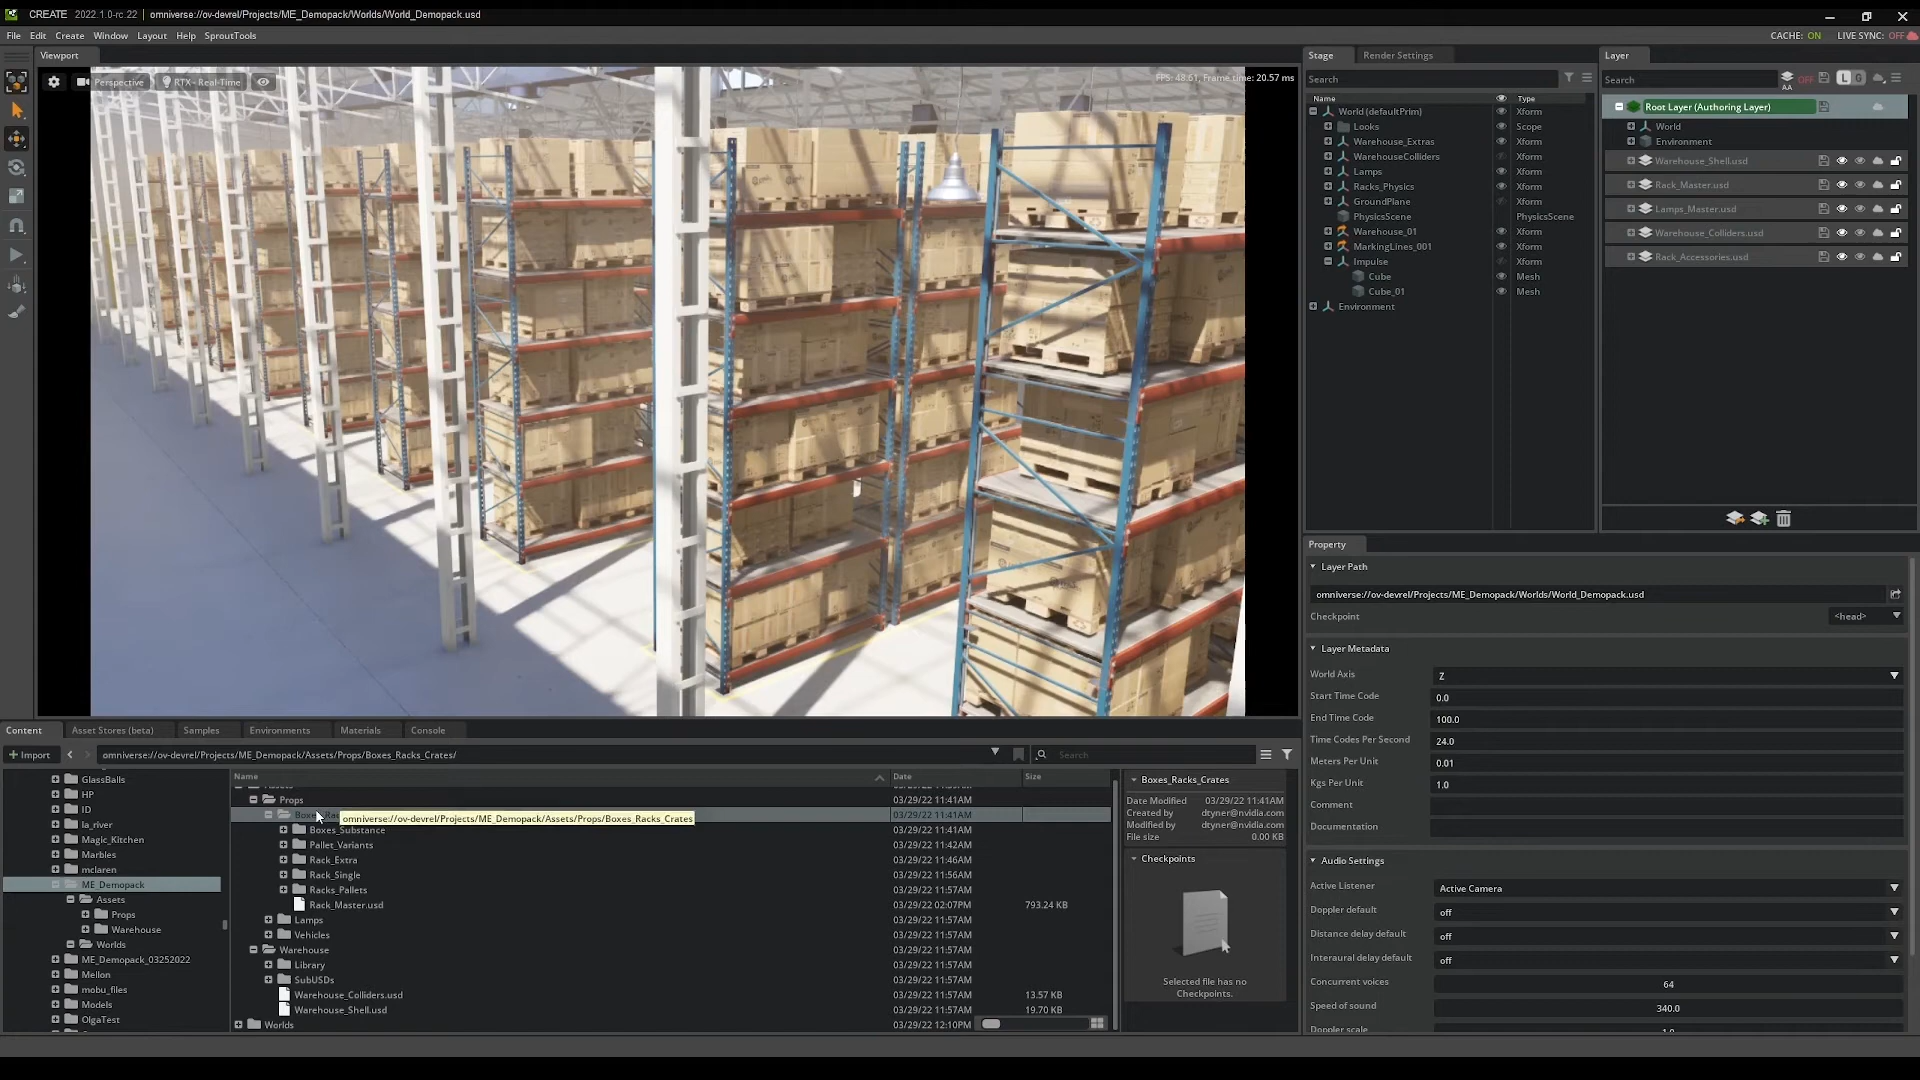 CREATE 2022.1.0-rc.22 | omniverse://ov-devrel/Projects/ME_Demopack/Worlds/World_Demopack.usd
File Edit Create Window Layout Help SproutTools
CACHE: ON LIVE SYNC: OFF
Viewport
Perspective RTX - Real-Time
FPS: 48.61, Frame time: 20.57 ms
Stage Render Settings
Search
Name Type
World (defaultPrim) Xform
Looks Scope
Warehouse_Extras Xform
WarehouseColliders Xform
Lamps Xform
Racks_Physics Xform
GroundPlane Xform
PhysicsScene PhysicsScene
Warehouse_01 Xform
MarkingLines_001 Xform
Impulse Xform
Cube Mesh
Cube_01 Mesh
Environment Xform
Layer
Search
AA OFF L G
Root Layer (Authoring Layer)
World
Environment
Warehouse_Shell.usd
Rack_Master.usd
Lamps_Master.usd
Warehouse_Colliders.usd
Rack_Accessories.usd
Property
Layer Path
omniverse://ov-devrel/Projects/ME_Demopack/Worlds/World_Demopack.usd
Checkpoint <head>
Layer Metadata
World Axis Z
Start Time Code 0.0
End Time Code 100.0
Time Codes Per Second 24.0
Meters Per Unit 0.01
Kgs Per Unit 1.0
Comment
Documentation
Audio Settings
Active Listener Active Camera
Doppler default off
Distance delay default off
Interaural delay default off
Concurrent voices 64
Speed of sound 340.0
Doppler scale 1.0
Content Asset Stores (beta) Samples Environments Materials Console
Import omniverse://ov-devrel/Projects/ME_Demopack/Assets/Props/Boxes_Racks_Crates/ Search
GlassBalls
HP
ID
la_river
Magic_Kitchen
Marbles
mclaren
ME_Demopack
Assets
Props
Warehouse
Worlds
ME_Demopack_03252022
Mellon
mobu_files
Models
OlgaTest
Name Date Size
Props 03/29/22 11:41AM
omniverse://ov-devrel/Projects/ME_Demopack/Assets/Props/Boxes_Racks_Crates 03/29/22 11:41AM
Boxes_Substance 03/29/22 11:41AM
Pallet_Variants 03/29/22 11:42AM
Rack_Extra 03/29/22 11:46AM
Rack_Single 03/29/22 11:56AM
Racks_Pallets 03/29/22 11:57AM
Rack_Master.usd 03/29/22 02:07PM 793.24 KB
Lamps 03/29/22 11:57AM
Vehicles 03/29/22 11:57AM
Warehouse 03/29/22 11:57AM
Library 03/29/22 11:57AM
SubUSDs 03/29/22 11:57AM
Warehouse_Colliders.usd 03/29/22 11:57AM 13.57 KB
Warehouse_Shell.usd 03/29/22 11:57AM 19.70 KB
Worlds 03/29/22 12:10PM
Boxes_Racks_Crates
Date Modified 03/29/22 11:41AM
Created by dtyner@nvidia.com
Modified by dtyner@nvidia.com
File size 0.00 KB
Checkpoints
Selected file has no
Checkpoints.